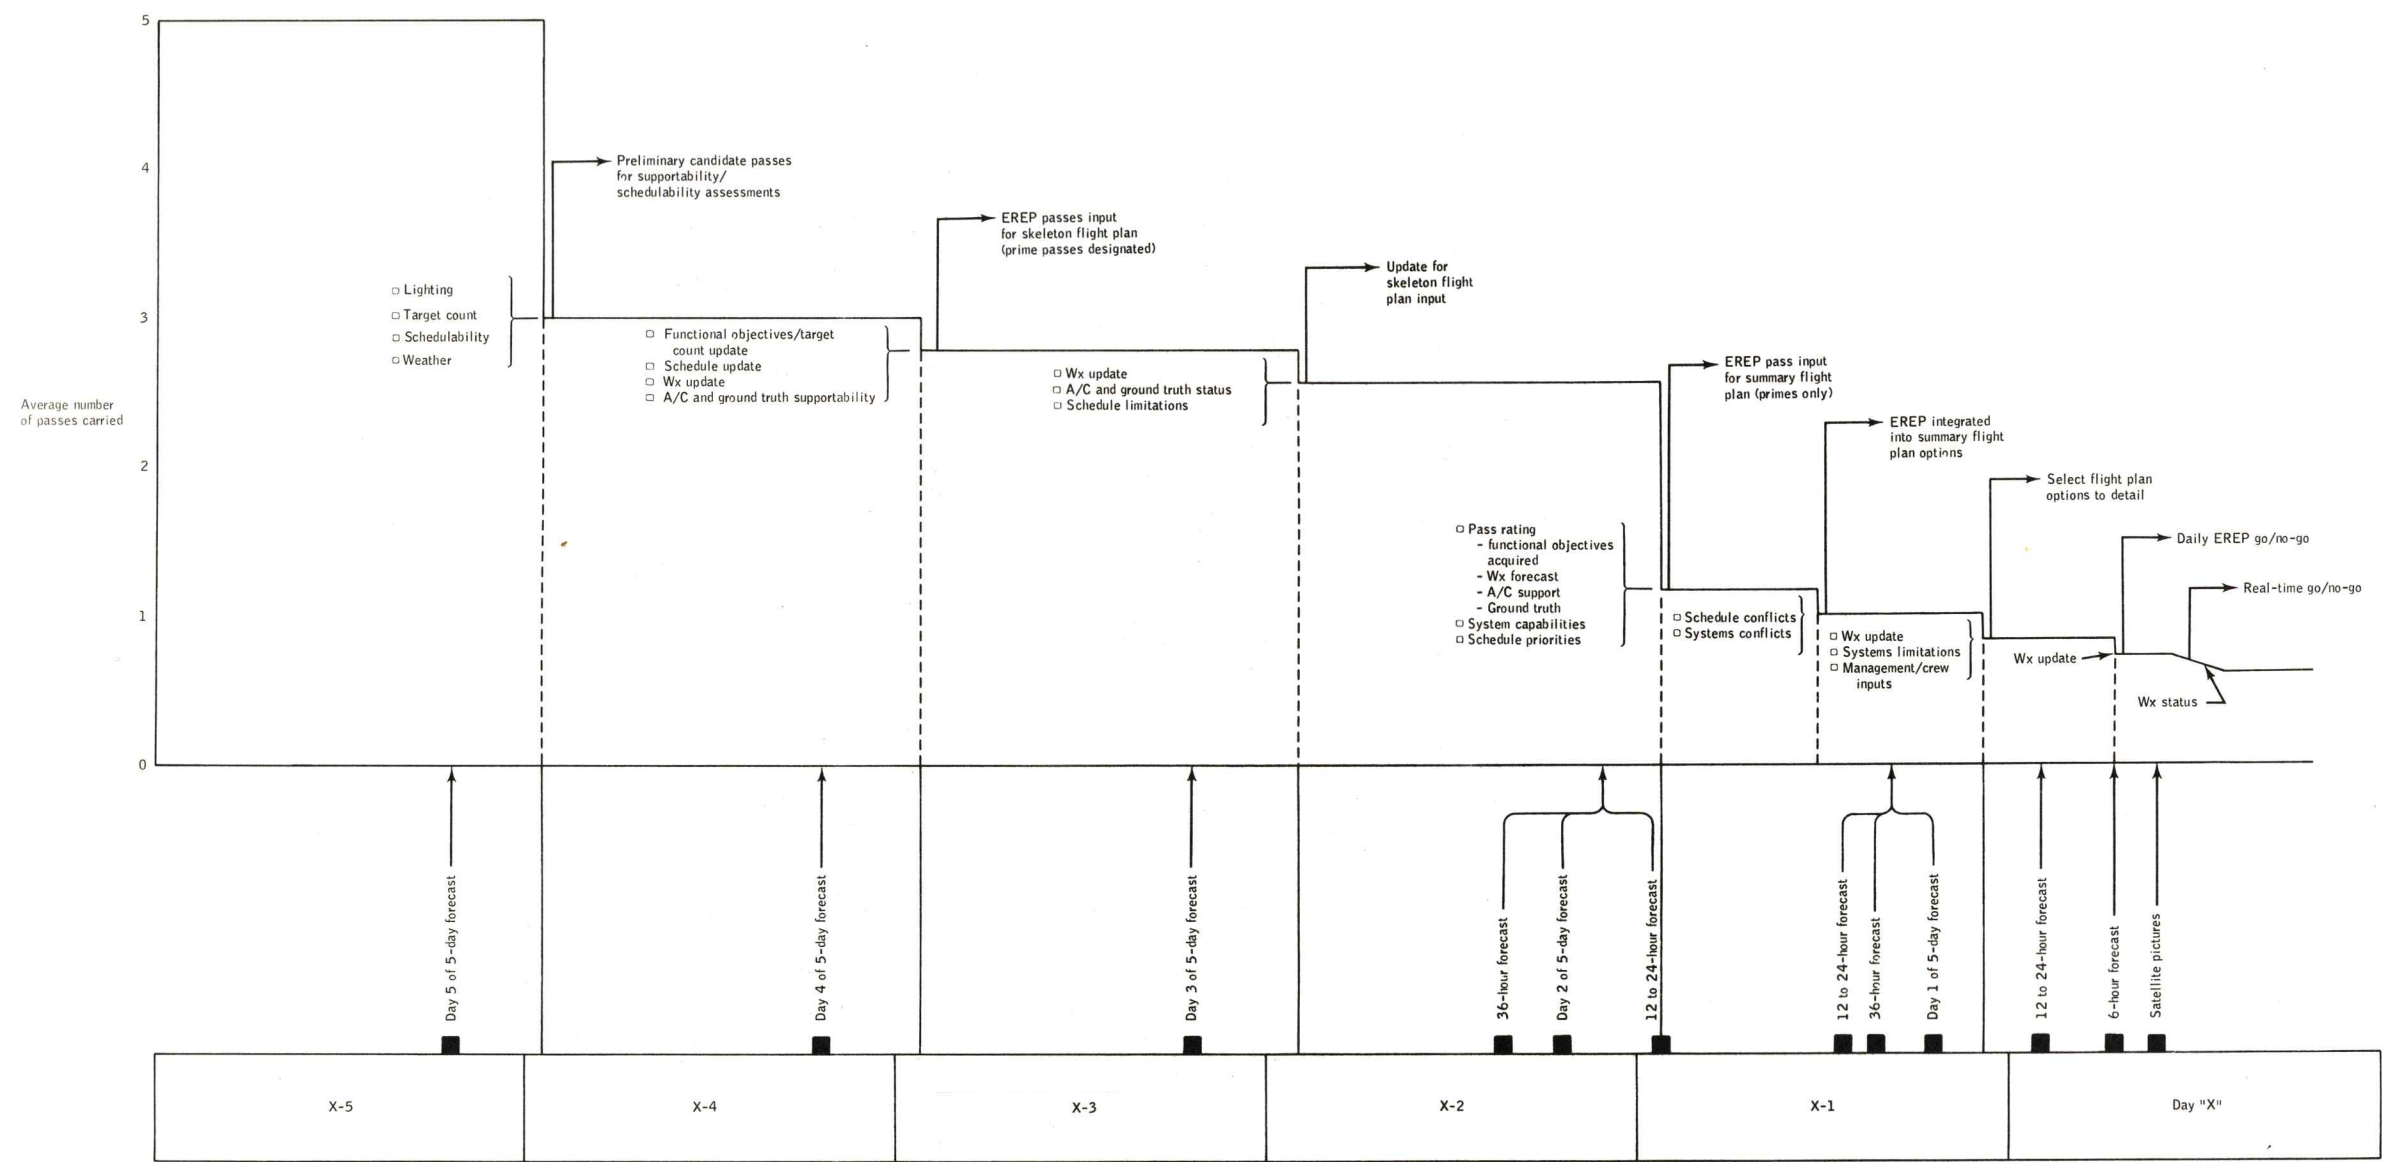 5
4
3
2
1
0
Average number
of passes carried
Preliminary candidate passes
for supportability/
schedulability assessments
□ Lighting
□ Target count
□ Schedulability
□ Weather
EREP passes input
for skeleton flight plan
(prime passes designated)
□ Functional objectives/target
count update
□ Schedule update
□ Wx update
□ A/C and ground truth supportability
Update for
skeleton flight
plan input
□ Wx update
□ A/C and ground truth status
□ Schedule limitations
EREP pass input
for summary flight
plan (primes only)
□ Pass rating
- functional objectives
acquired
- Wx forecast
- A/C support
- Ground truth
□ System capabilities
□ Schedule priorities
EREP integrated
into summary flight
plan options
□ Schedule conflicts
□ Systems conflicts
Select flight plan
options to detail
□ Wx update
□ Systems limitations
□ Management/crew
inputs
Daily EREP go/no-go
Wx update
Real-time go/no-go
Wx status
Day 5 of 5-day forecast
Day 4 of 5-day forecast
Day 3 of 5-day forecast
36-hour forecast
Day 2 of 5-day forecast
12 to 24-hour forecast
12 to 24-hour forecast
36-hour forecast
Day 1 of 5-day forecast
12 to 24-hour forecast
6-hour forecast
Satellite pictures
X-5
X-4
X-3
X-2
X-1
Day "X"